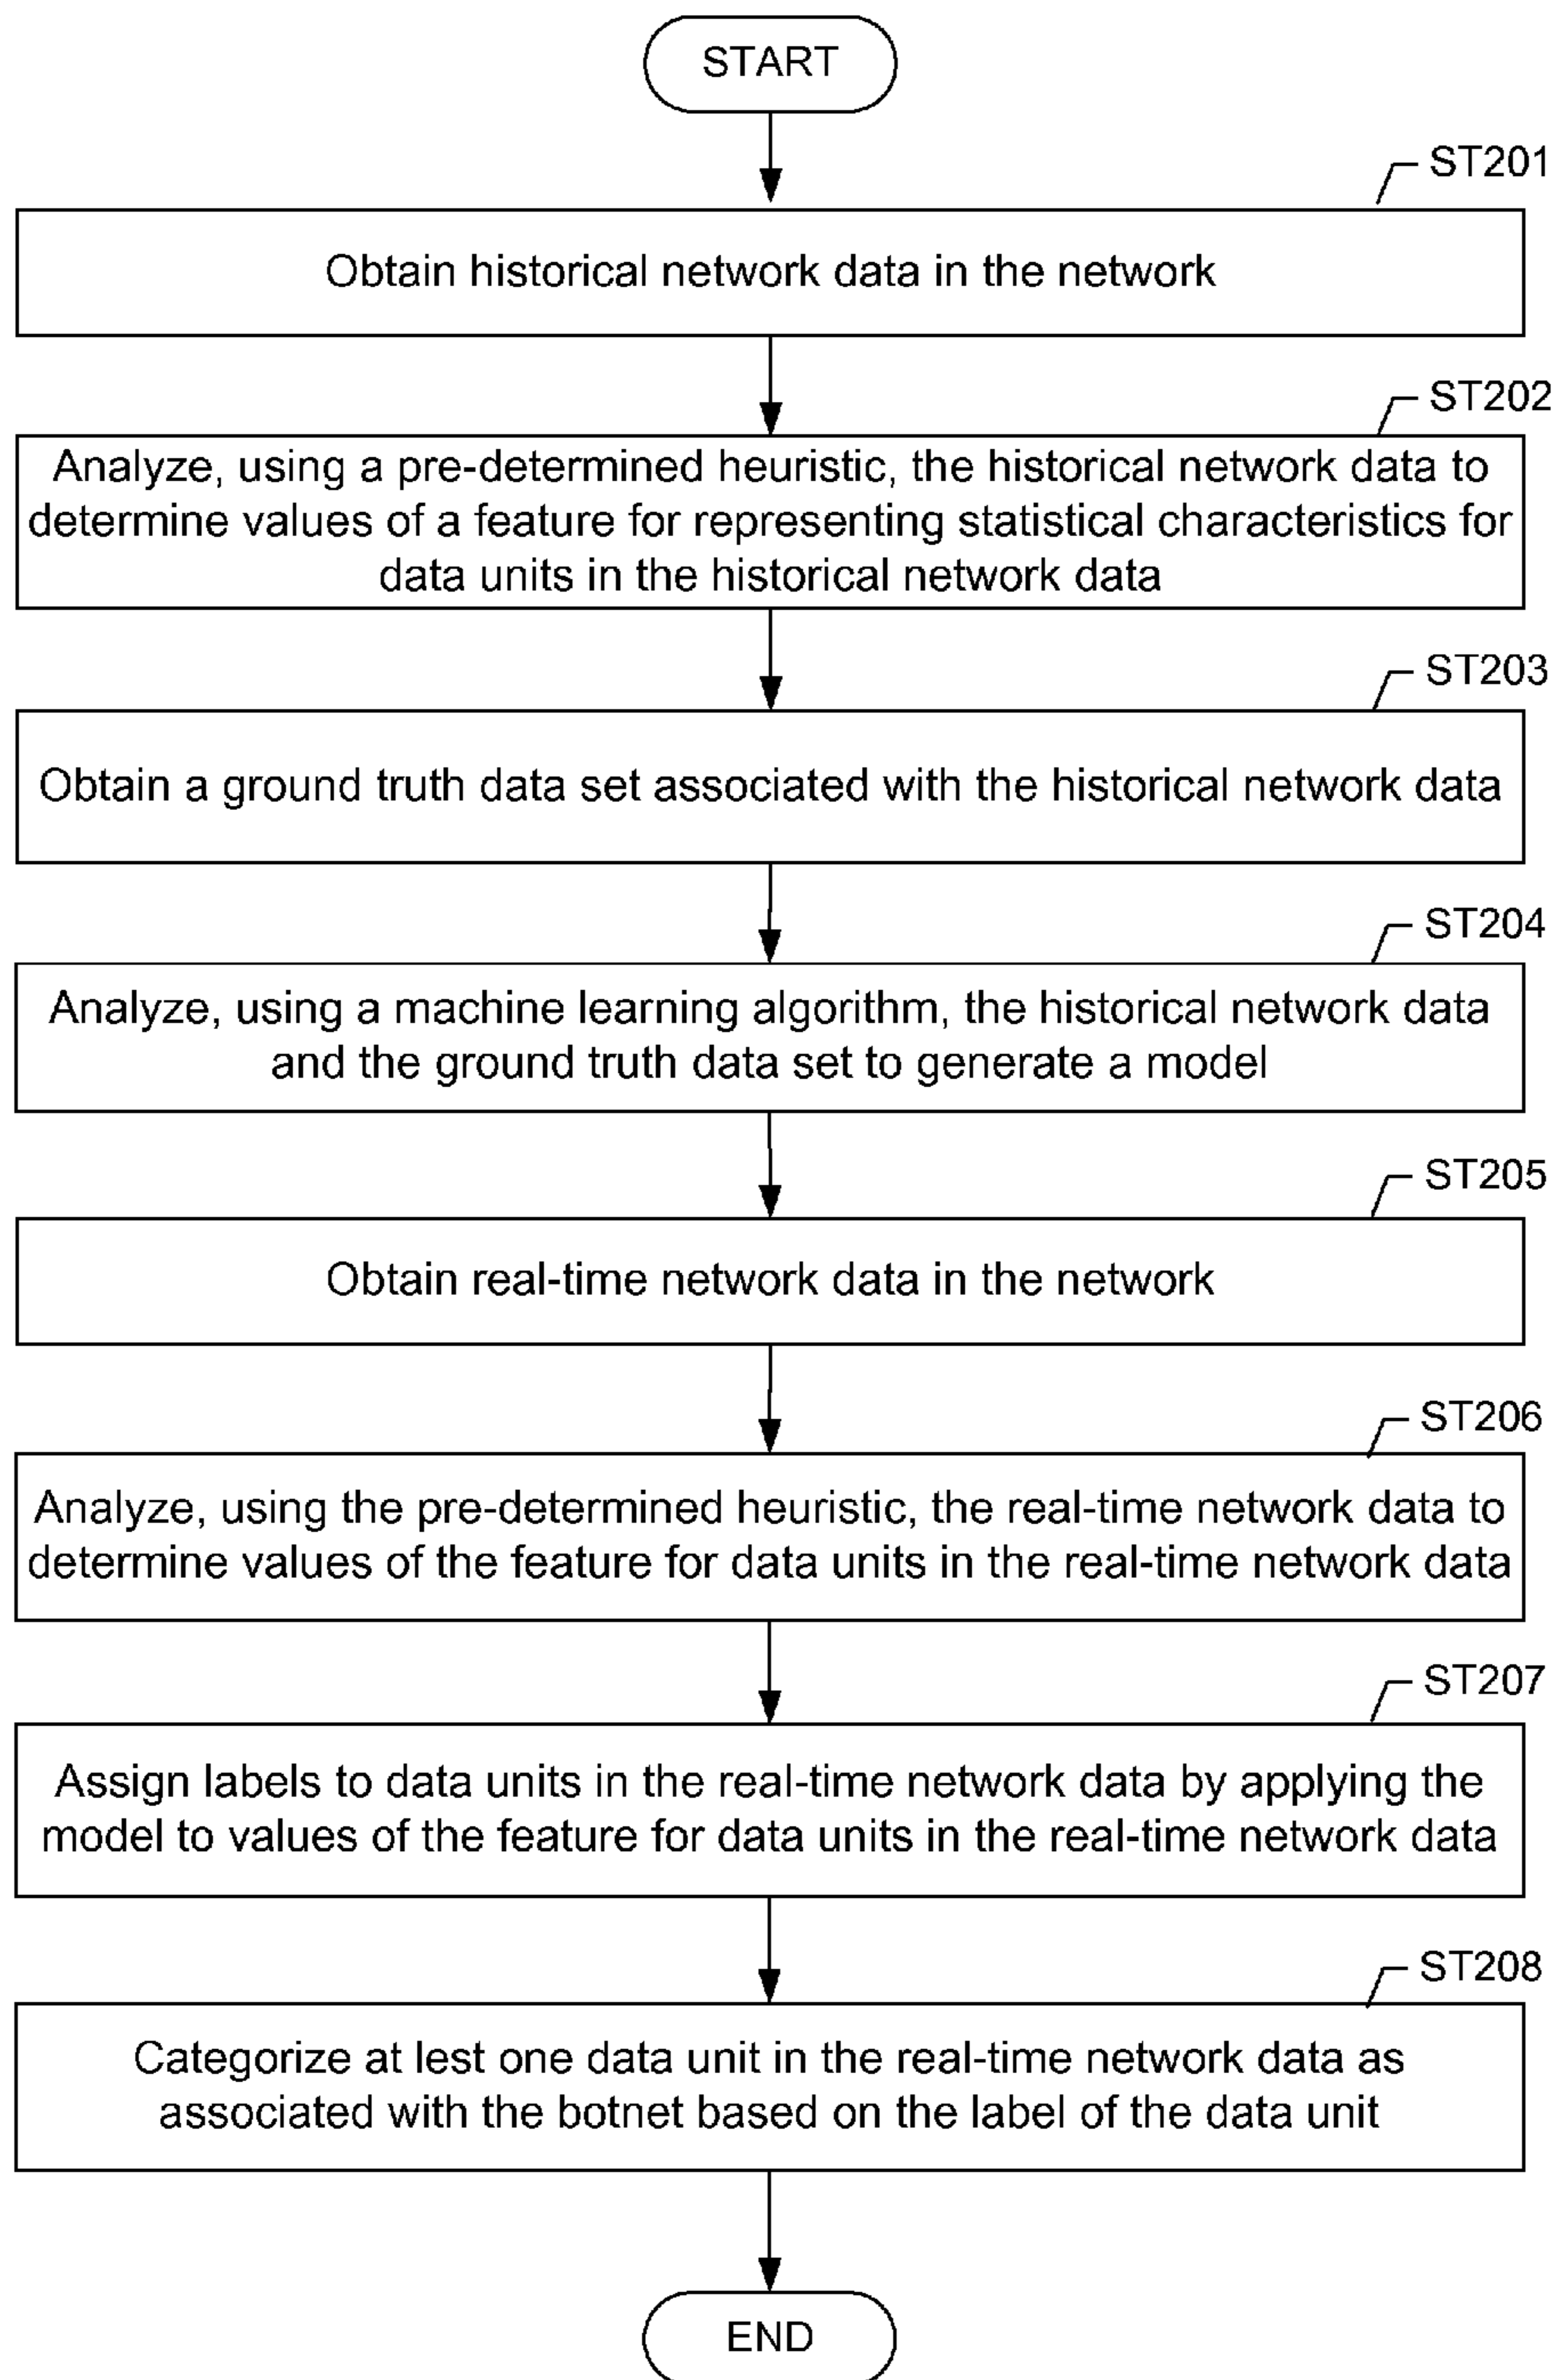 START
ST201
Obtain historical network data in the network
ST202
Analyze, using a pre-determined heuristic, the historical network data to
determine values of a feature for representing statistical characteristics for
data units in the historical network data
ST203
Obtain a ground truth data set associated with the historical network data
ST204
Analyze, using a machine learning algorithm, the historical network data
and the ground truth data set to generate a model
ST205
Obtain real-time network data in the network
ST206
Analyze, using the pre-determined heuristic, the real-time network data to
determine values of the feature for data units in the real-time network data
ST207
Assign labels to data units in the real-time network data by applying the
model to values of the feature for data units in the real-time network data
ST208
Categorize at lest one data unit in the real-time network data as
associated with the botnet based on the label of the data unit
END